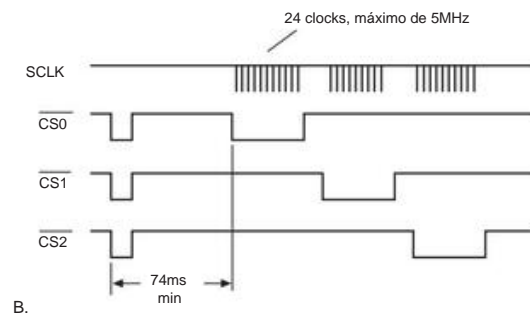 24 clocks, máximo de 5MHz
SCLK
CS0
CS1
CS2
74ms
min
B.